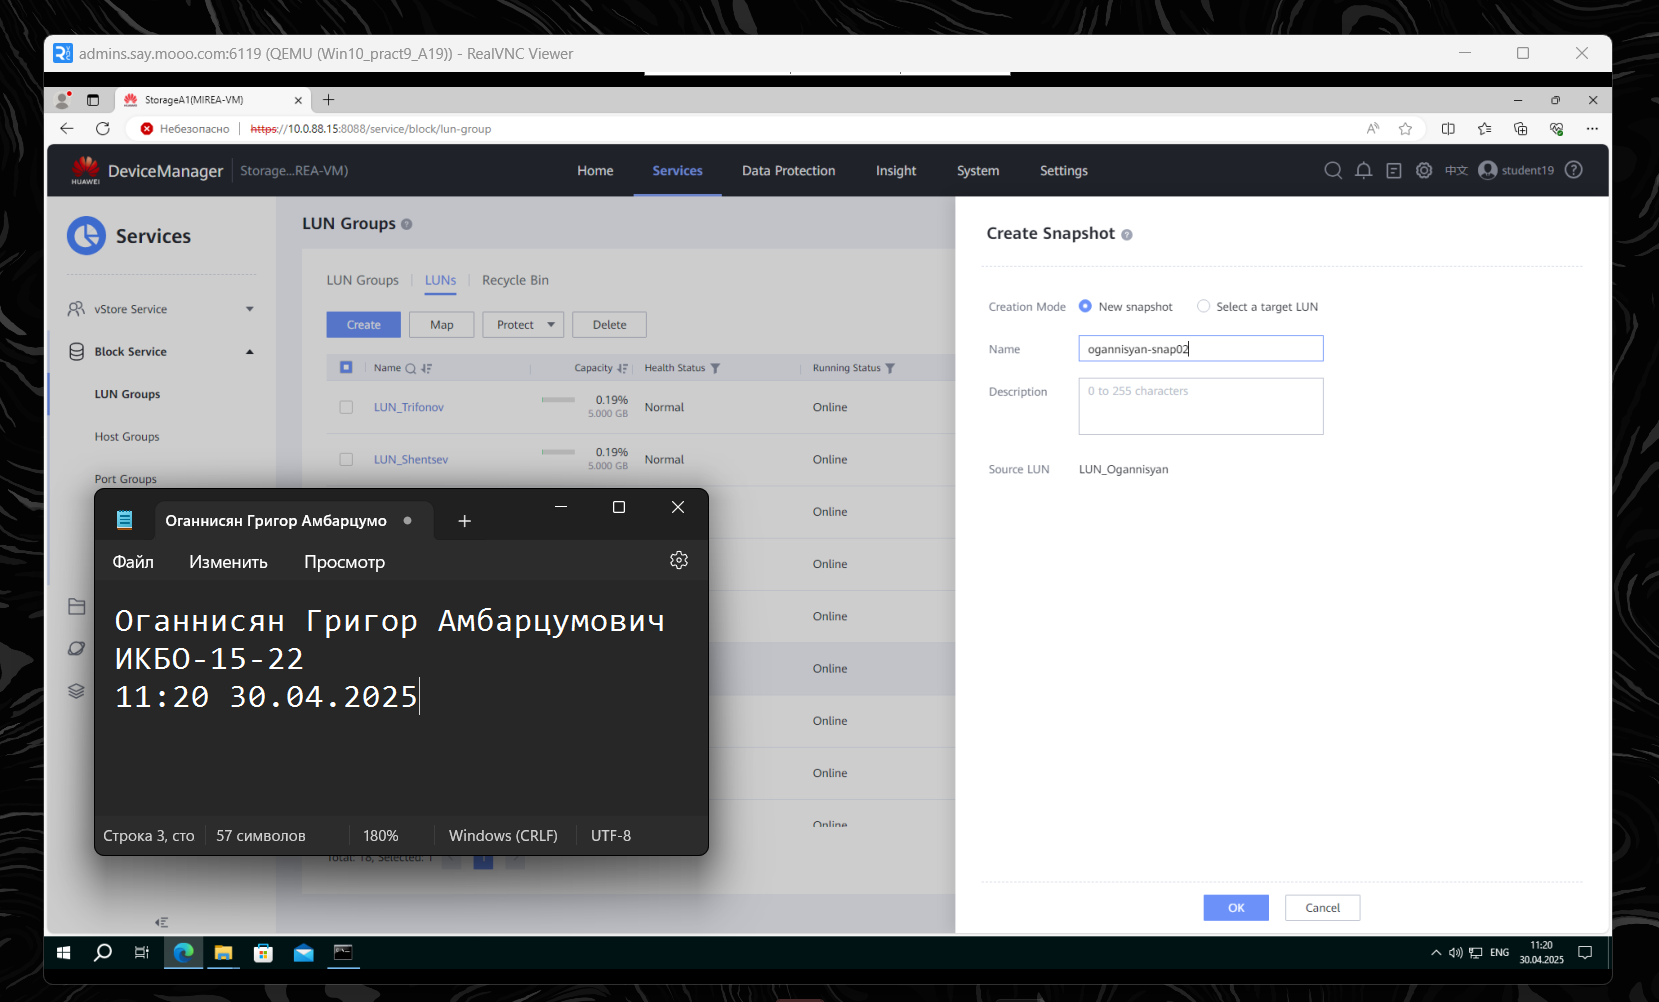 admins.say.mooo.com:6119 (QEMU (Win10_pract9_A19)) - RealVNC Viewer
StorageA1(MIREA-VM)
Небезопасно
https://10.0.88.15:8088/service/block/lun-group
HUAWEI
DeviceManager
Storage...REA-VM)
Home
Services
Data Protection
Insight
System
Settings
中文
student19
Services
vStore Service
Block Service
LUN Groups
Host Groups
Port Groups
LUN Groups
LUN Groups
LUNs
Recycle Bin
Create
Map
Protect
Delete
Name
Capacity
Health Status
Running Status
LUN_Trifonov
0.19%
5.000 GB
Normal
Online
LUN_Shentsev
0.19%
5.000 GB
Normal
Online
Online
Online
Online
Online
Online
Online
Online
Total: 18, Selected: 1
1
Create Snapshot
Creation Mode
New snapshot
Select a target LUN
Name
ogannisyan-snap02
Description
0 to 255 characters
Source LUN
LUN_Ogannisyan
OK
Cancel
Оганнисян Григор Амбарцумо
Файл
Изменить
Просмотр
Оганнисян Григор Амбарцумович
ИКБО-15-22
11:20 30.04.2025
Строка 3, сто
57 символов
180%
Windows (CRLF)
UTF-8
ENG
11:20
30.04.2025